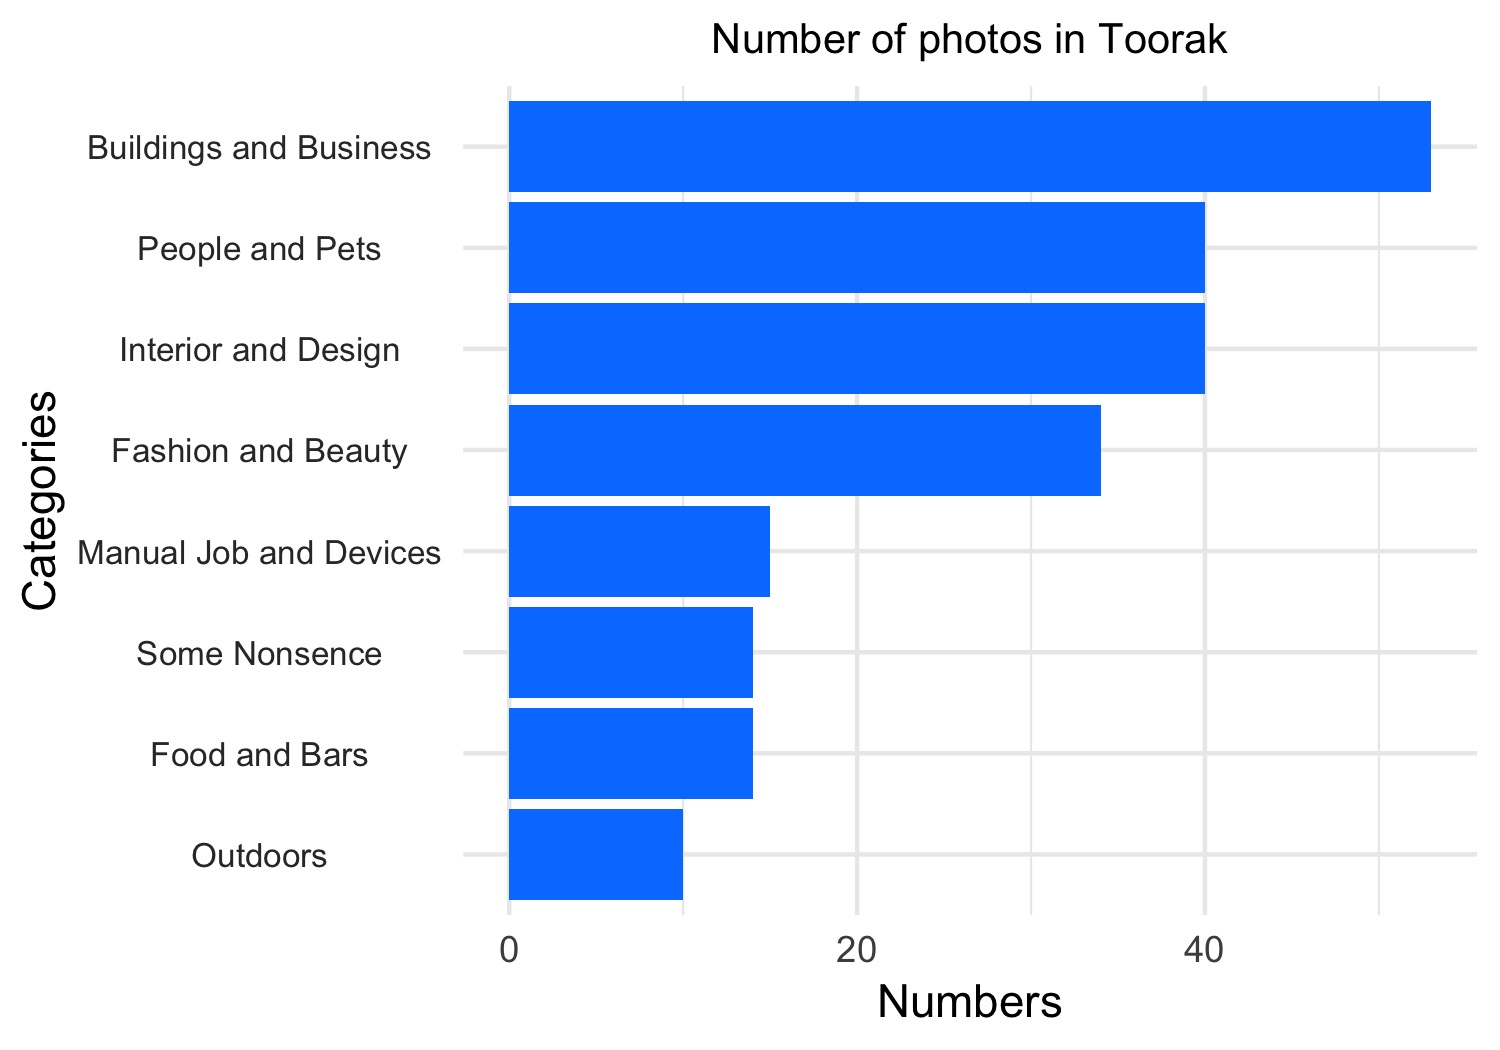 Number of photos in Toorak
Categories
Buildings and Business
People and Pets
Interior and Design
Fashion and Beauty
Manual Job and Devices
Some Nonsence
Food and Bars
Outdoors
0 20 40
Numbers